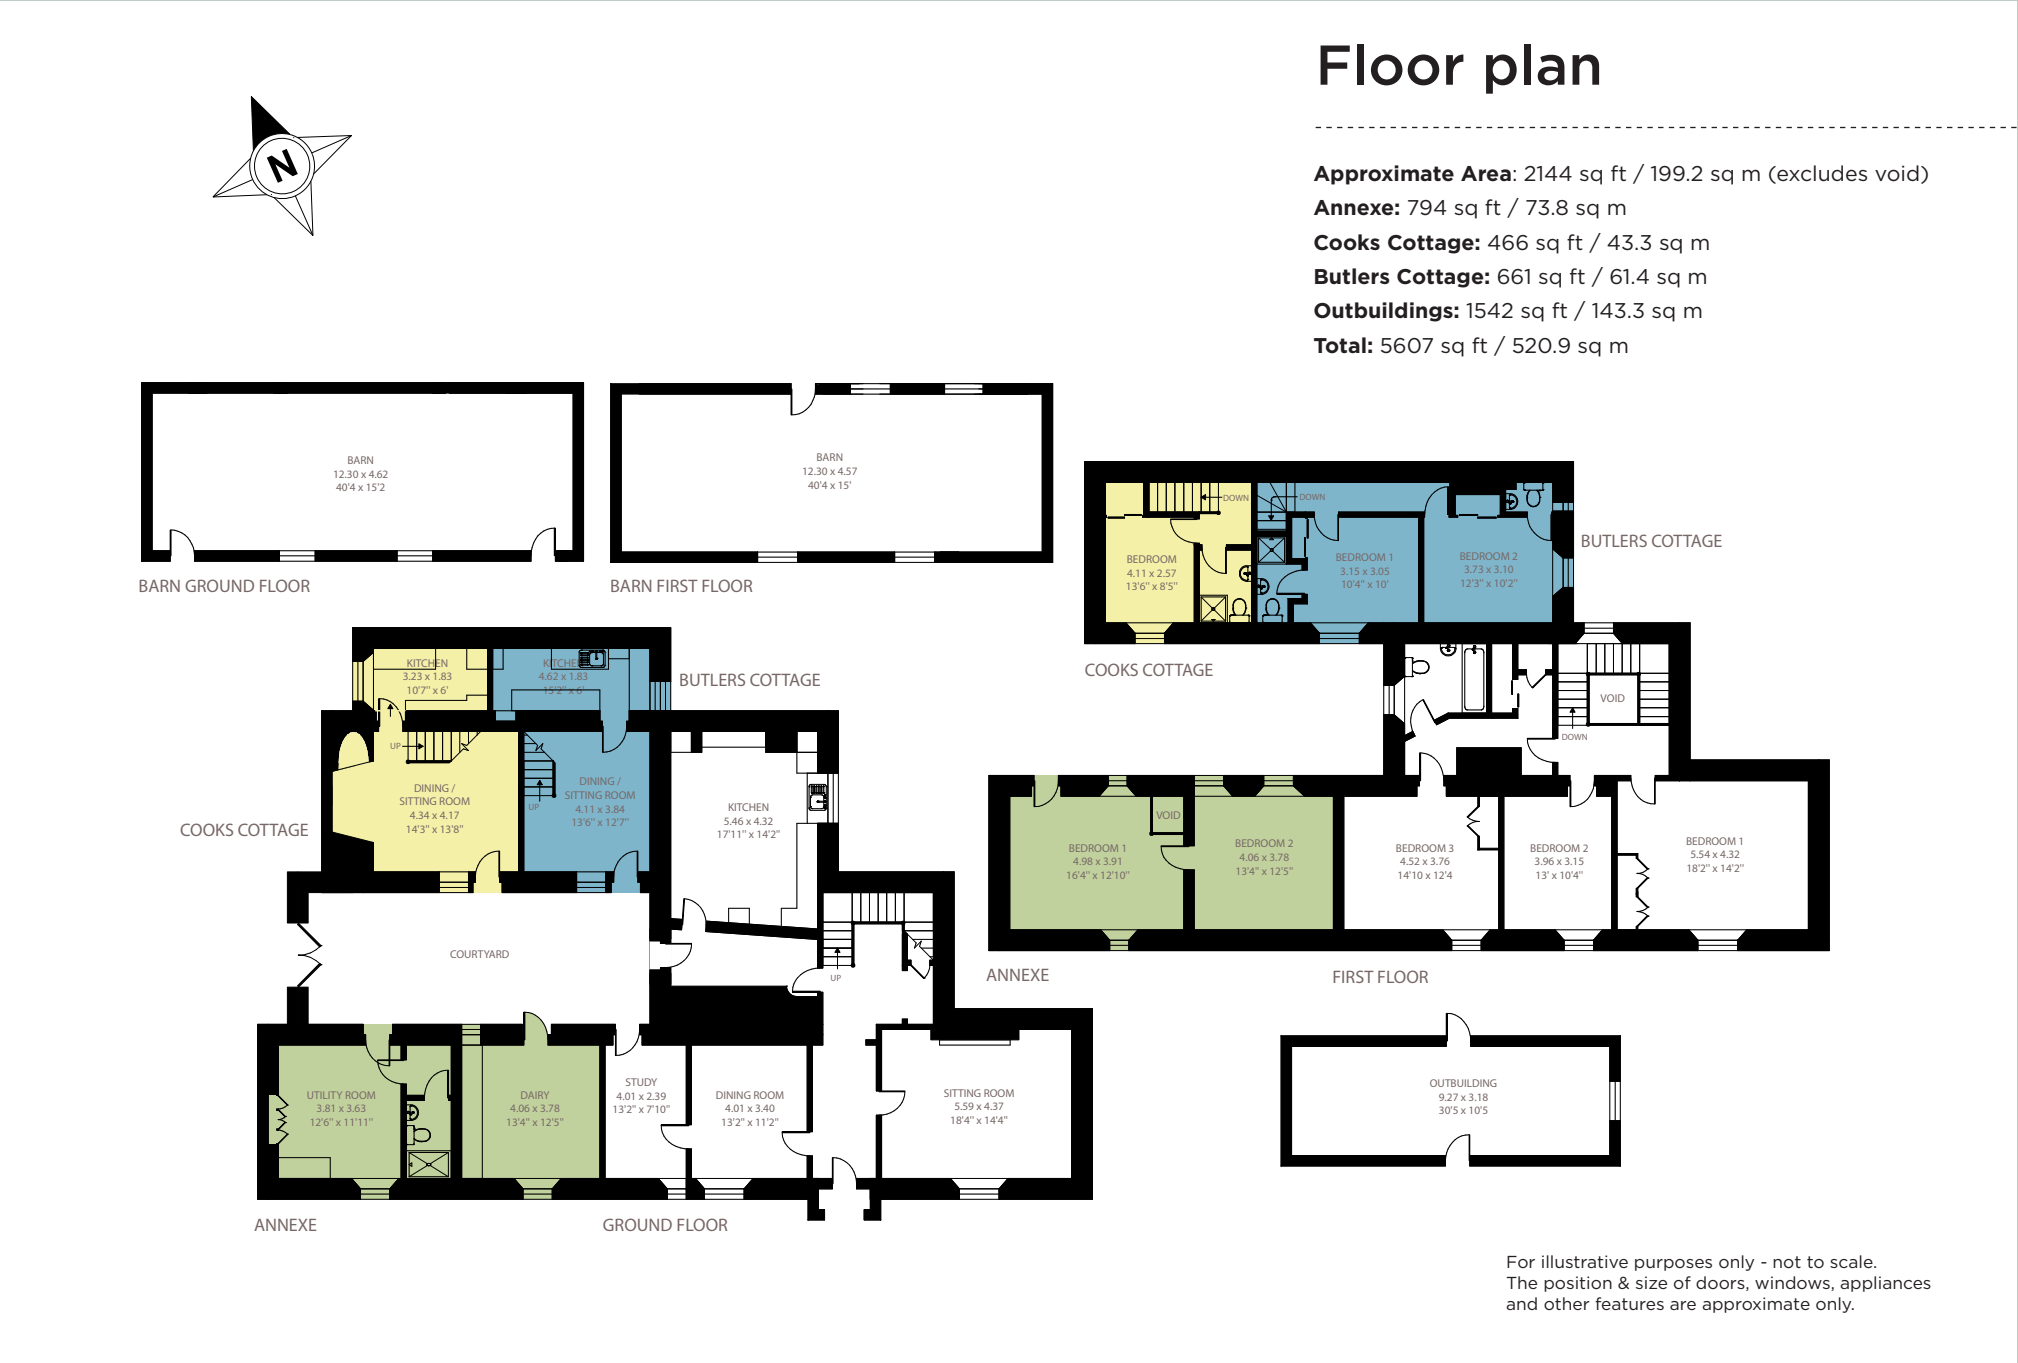 Floor plan
Approximate Area: 2144 sq ft / 199.2 sq m (excludes void)
Annexe: 794 sq ft / 73.8 sq m
Cooks Cottage: 466 sq ft / 43.3 sq m
Butlers Cottage: 661 sq ft / 61.4 sq m
Outbuildings: 1542 sq ft / 143.3 sq m
Total: 5607 sq ft / 520.9 sq m
N
BARN
12.30 x 4.62
40'4 x 15'2
BARN GROUND FLOOR
BARN
12.30 x 4.57
40'4 x 15'
BARN FIRST FLOOR
DOWN
DOWN
BEDROOM
4.11 x 2.57
13'6" x 8'5"
BEDROOM 1
3.15 x 3.05
10'4" x 10'
BEDROOM 2
3.73 x 3.10
12'3" x 10'2"
BUTLERS COTTAGE
COOKS COTTAGE
KITCHEN
3.23 x 1.83
10'7" x 6'
KITCHEN
4.62 x 1.83
15'2" x 6'
BUTLERS COTTAGE
UP
DINING /
SITTING ROOM
4.34 x 4.17
14'3" x 13'8"
UP
DINING /
SITTING ROOM
4.11 x 3.84
13'6" x 12'7"
KITCHEN
5.46 x 4.32
17'11" x 14'2"
COOKS COTTAGE
COURTYARD
UP
UTILITY ROOM
3.81 x 3.63
12'6" x 11'11"
DAIRY
4.06 x 3.78
13'4" x 12'5"
STUDY
4.01 x 2.39
13'2" x 7'10"
DINING ROOM
4.01 x 3.40
13'2" x 11'2"
SITTING ROOM
5.59 x 4.37
18'4" x 14'4"
ANNEXE
GROUND FLOOR
VOID
DOWN
VOID
BEDROOM 1
4.98 x 3.91
16'4" x 12'10"
BEDROOM 2
4.06 x 3.78
13'4" x 12'5"
BEDROOM 3
4.52 x 3.76
14'10 x 12'4
BEDROOM 2
3.96 x 3.15
13' x 10'4"
BEDROOM 1
5.54 x 4.32
18'2" x 14'2"
ANNEXE
FIRST FLOOR
OUTBUILDING
9.27 x 3.18
30'5 x 10'5
For illustrative purposes only - not to scale.
The position & size of doors, windows, appliances
and other features are approximate only.